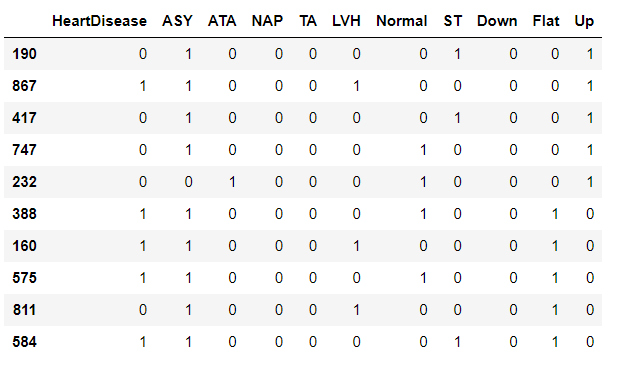 HeartDisease ASY ATA NAP TA LVH Normal ST Down Flat Up
190 0 1 0 0 0 0 0 1 0 0 1
867 1 1 0 0 0 1 0 0 0 0 1
417 0 1 0 0 0 0 0 1 0 0 1
747 0 1 0 0 0 0 1 0 0 0 1
232 0 0 1 0 0 0 1 0 0 0 1
388 1 1 0 0 0 0 1 0 0 1 0
160 1 1 0 0 0 1 0 0 0 1 0
575 1 1 0 0 0 0 1 0 0 1 0
811 0 1 0 0 0 1 0 0 0 1 0
584 1 1 0 0 0 0 0 1 0 1 0